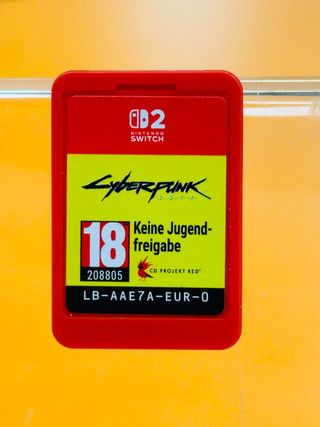 2
NINTENDO
SWITCH
Cyberpunk
2077
18
Keine Jugend-
freigabe
208805
CD PROJEKT RED®
LB-AAE7A-EUR-0